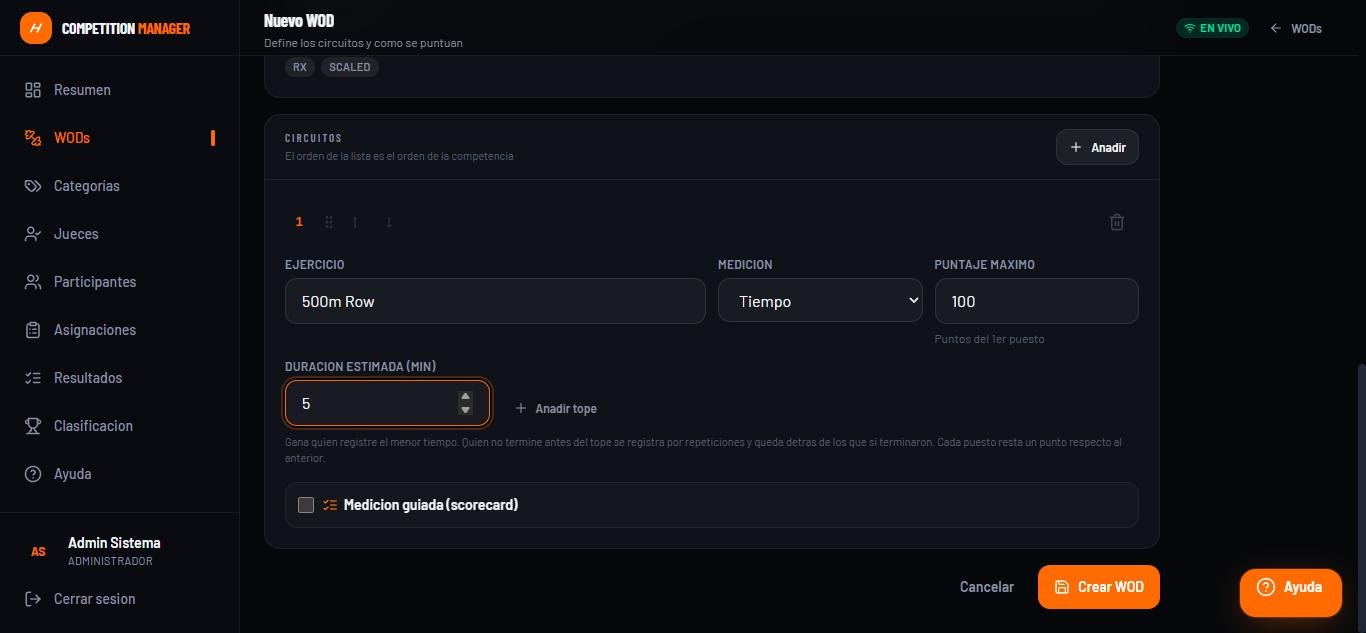 COMPETITION MANAGER
Nuevo WOD
Define los circuitos y como se puntuan
EN VIVO
WODs
Resumen
WODs
Categorías
Jueces
Participantes
Asignaciones
Resultados
Clasificacion
Ayuda
AS
Admin Sistema
ADMINISTRADOR
Cerrar sesion
RX
SCALED
CIRCUITOS
El orden de la lista es el orden de la competencia
Anadir
1
EJERCICIO
MEDICION
PUNTAJE MAXIMO
500m Row
Tiempo
100
Puntos del 1er puesto
DURACION ESTIMADA (MIN)
5
Anadir tope
Gana quien registre el menor tiempo. Quien no termine antes del tope se registra por repeticiones y queda detras de los que si terminaron. Cada puesto resta un punto respecto al
anterior.
Medicion guiada (scorecard)
Cancelar
Crear WOD
Ayuda